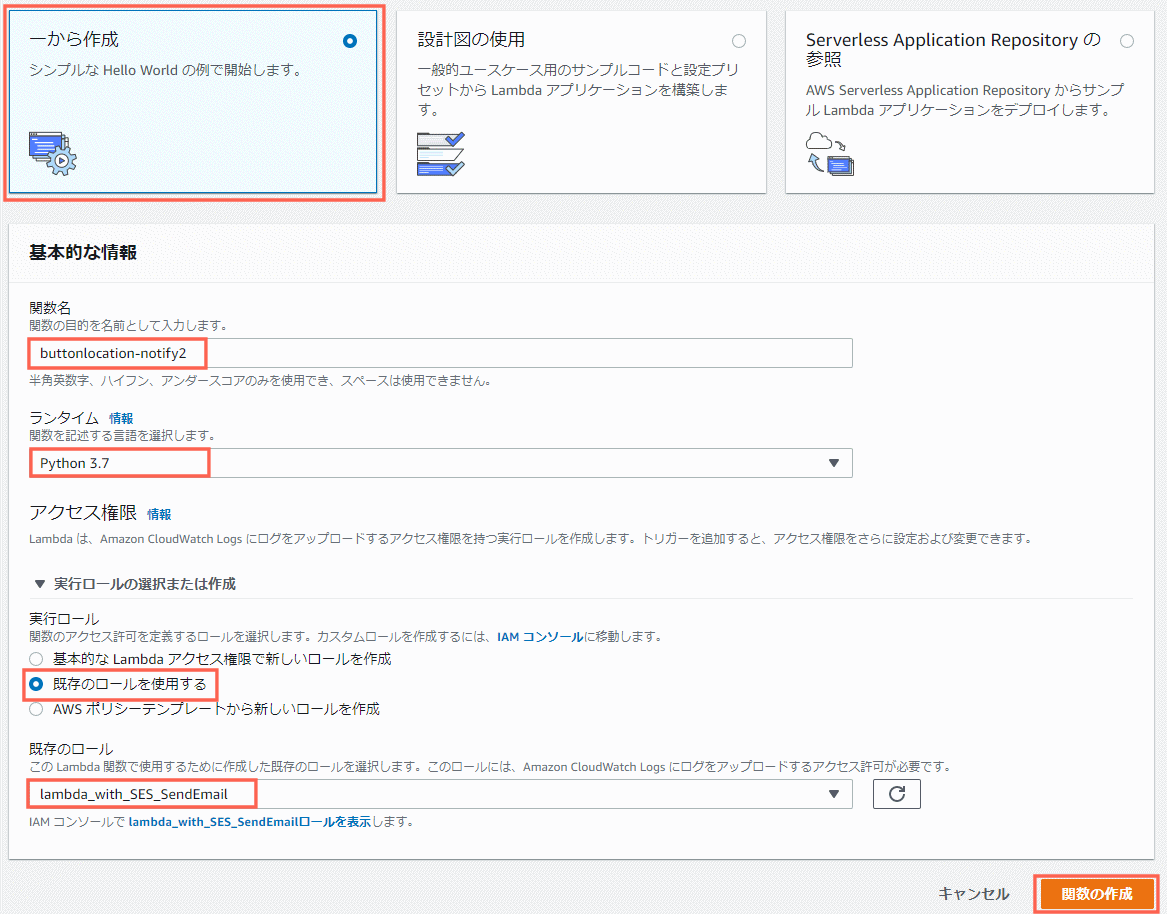 一から作成
シンプルな Hello World の例で開始します。
設計図の使用
一般的ユースケース用のサンプルコードと設定プリ
セットから Lambda アプリケーションを構築しま
す。
Serverless Application Repository の
参照
AWS Serverless Application Repository からサンプ
ル Lambda アプリケーションをデプロイします。
基本的な情報
関数名
関数の目的を名前として入力します。
buttonlocation-notify2
半角英数字、ハイフン、アンダースコアのみを使用でき、スペースは使用できません。
ランタイム 情報
関数を記述する言語を選択します。
Python 3.7
アクセス権限 情報
Lambda は、Amazon CloudWatch Logs にログをアップロードするアクセス権限を持つ実行ロールを作成します。トリガーを追加すると、アクセス権限をさらに設定および変更できます。
▼ 実行ロールの選択または作成
実行ロール
関数のアクセス許可を定義するロールを選択します。カスタムロールを作成するには、IAM コンソールに移動します。
基本的な Lambda アクセス権限で新しいロールを作成
既存のロールを使用する
AWS ポリシーテンプレートから新しいロールを作成
既存のロール
この Lambda 関数で使用するために作成した既存のロールを選択します。このロールには、Amazon CloudWatch Logs にログをアップロードするアクセス許可が必要です。
lambda_with_SES_SendEmail
IAM コンソールで lambda_with_SES_SendEmailロールを表示します。
キャンセル
関数の作成